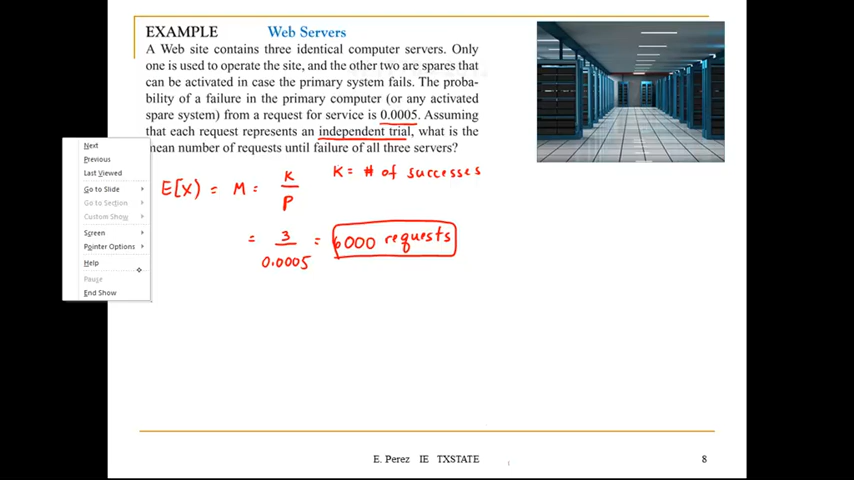 EXAMPLE Web Servers
A Web site contains three identical computer servers. Only
one is used to operate the site, and the other two are spares that
can be activated in case the primary system fails. The proba-
bility of a failure in the primary computer (or any activated
spare system) from a request for service is 0.0005. Assuming
that each request represents an independent trial, what is the
mean number of requests until failure of all three servers?
Next
Previous
Last Viewed
Go to Slide
Go to Section
Custom Show
Screen
Pointer Options
Help
Pause
End Show
K = # of successes
E[X) = M = K
P
= 3 = 6000 requests
0.0005
E. Perez IE TXSTATE 8